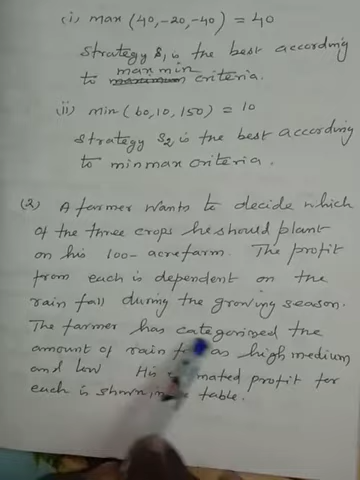 (i) max (40,-20,-40) = 40
Strategy S1 is the best according
to max min criteria.
(ii) min (60,10,150) = 10
Strategy S2 is the best according
to minmax criteria.
(2) A farmer wants to decide which
of the three crops he should plant
on his 100-acre farm. The profit
from each is dependent on the
rain fall during the growing season.
The farmer has categorized the
amount of rain as high medium
and low His profit for
each is shown table.